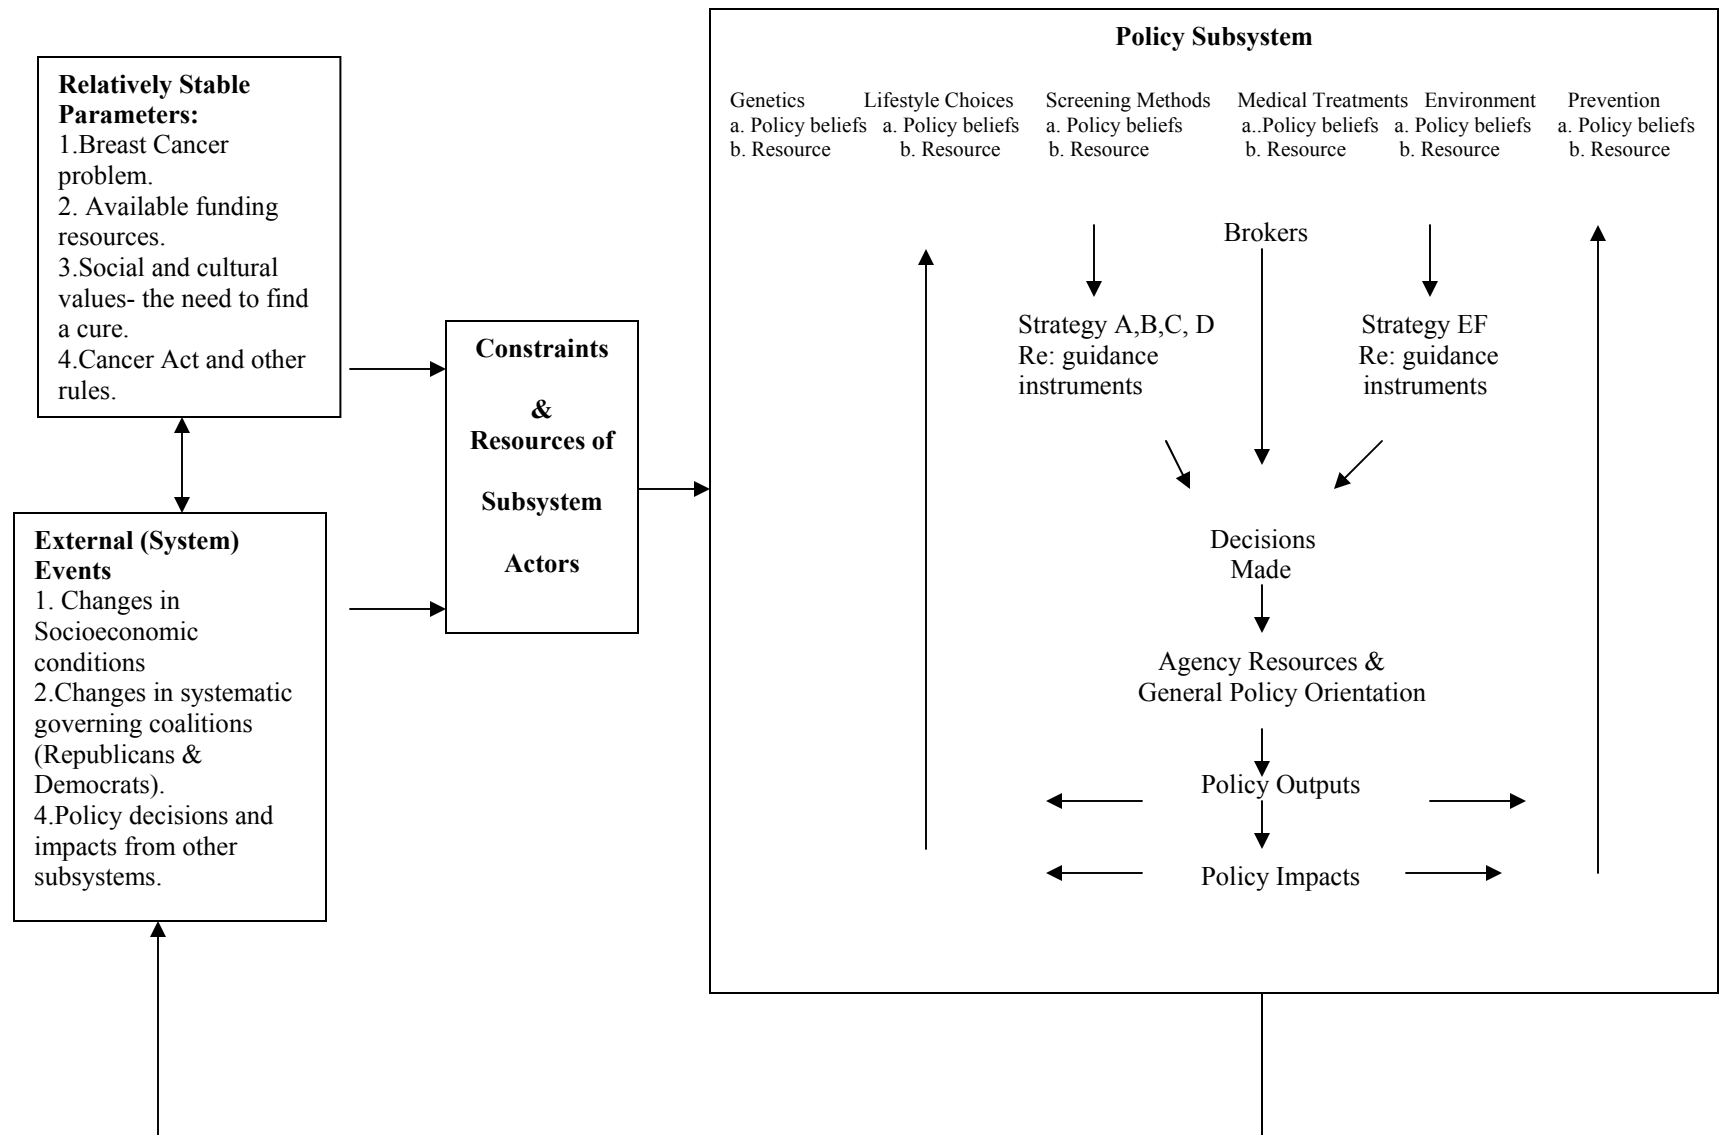 Relatively Stable
Parameters:
1.Breast Cancer
problem.
2. Available funding
resources.
3.Social and cultural
values- the need to find
a cure.
4.Cancer Act and other
rules.
External (System)
Events
1. Changes in
Socioeconomic
conditions
2.Changes in systematic
governing coalitions
(Republicans &
Democrats).
4.Policy decisions and
impacts from other
subsystems.
Constraints
&
Resources of
Subsystem
Actors
Policy Subsystem
Genetics Lifestyle Choices Screening Methods Medical Treatments Environment Prevention
a. Policy beliefs a. Policy beliefs a. Policy beliefs a..Policy beliefs a. Policy beliefs a. Policy beliefs
b. Resource b. Resource b. Resource b. Resource b. Resource b. Resource
Brokers
Strategy A,B,C, D Strategy EF
Re: guidance Re: guidance
instruments instruments
Decisions
Made
Agency Resources &
General Policy Orientation
Policy Outputs
Policy Impacts